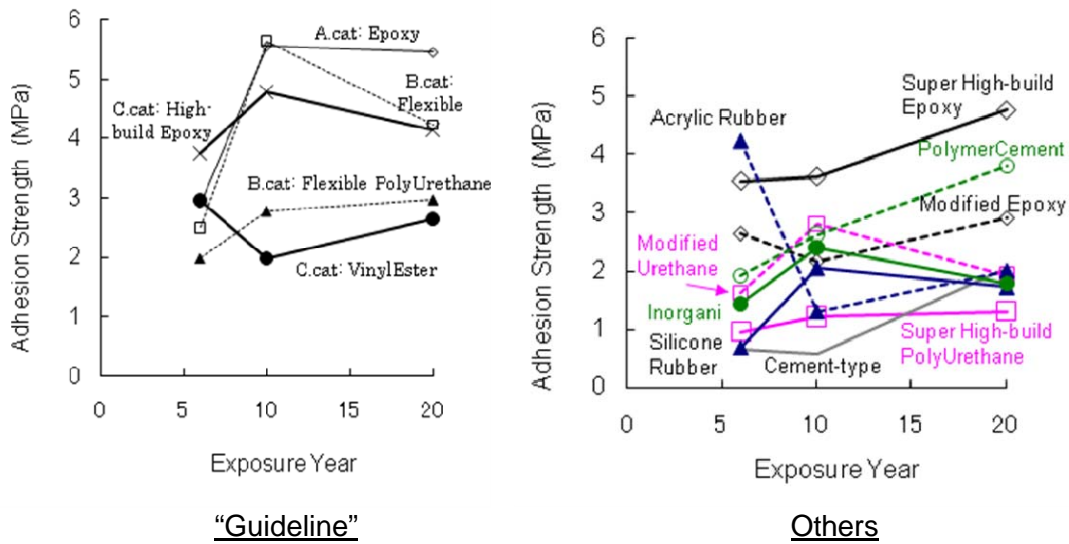 6
A.cat: Epoxy
5
B.cat:
Flexible
C.cat: High-
build Epoxy
4
B.cat: Flexible PolyUrethane
3
2
C.cat: VinylEster
1
0
Adhesion Strength (MPa)
0 5 10 15 20
Exposure Year
"Guideline"
6
Super High-build
Epoxy
5
Acrylic Rubber
4
PolymerCement
3
Modified Epoxy
Modified
Urethane
2
Inorgani
1
Silicone
Rubber
Cement-type
Super High-build
PolyUrethane
0
Adhesion Strength (MPa)
0 5 10 15 20
Exposure Year
Others